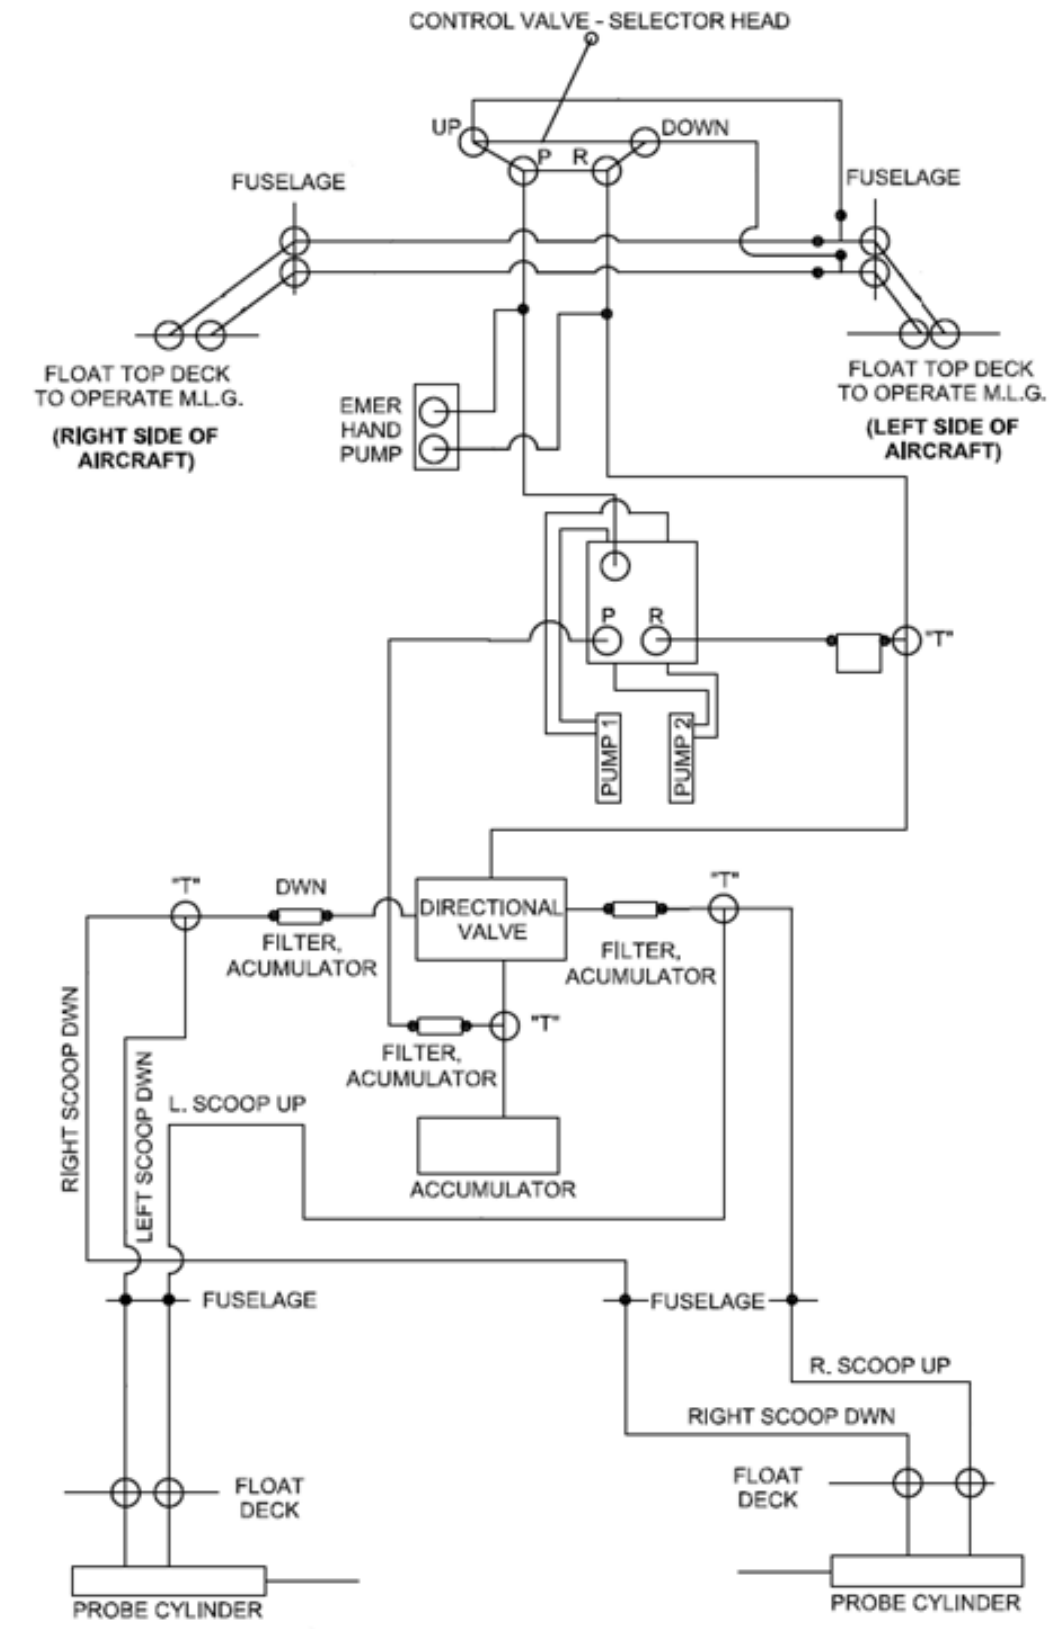 CONTROL VALVE - SELECTOR HEAD
UP
DOWN
P
R
FUSELAGE
FUSELAGE
FLOAT TOP DECK
TO OPERATE M.L.G.
(RIGHT SIDE OF
AIRCRAFT)
FLOAT TOP DECK
TO OPERATE M.L.G.
(LEFT SIDE OF
AIRCRAFT)
EMER
HAND
PUMP
P
R
"T"
PUMP 1
PUMP 2
"T"
DWN
FILTER,
ACUMULATOR
DIRECTIONAL
VALVE
"T"
FILTER,
ACUMULATOR
"T"
FILTER,
ACUMULATOR
RIGHT SCOOP DWN
LEFT SCOOP DWN
L. SCOOP UP
ACCUMULATOR
FUSELAGE
FUSELAGE
R. SCOOP UP
RIGHT SCOOP DWN
FLOAT
DECK
FLOAT
DECK
PROBE CYLINDER
PROBE CYLINDER